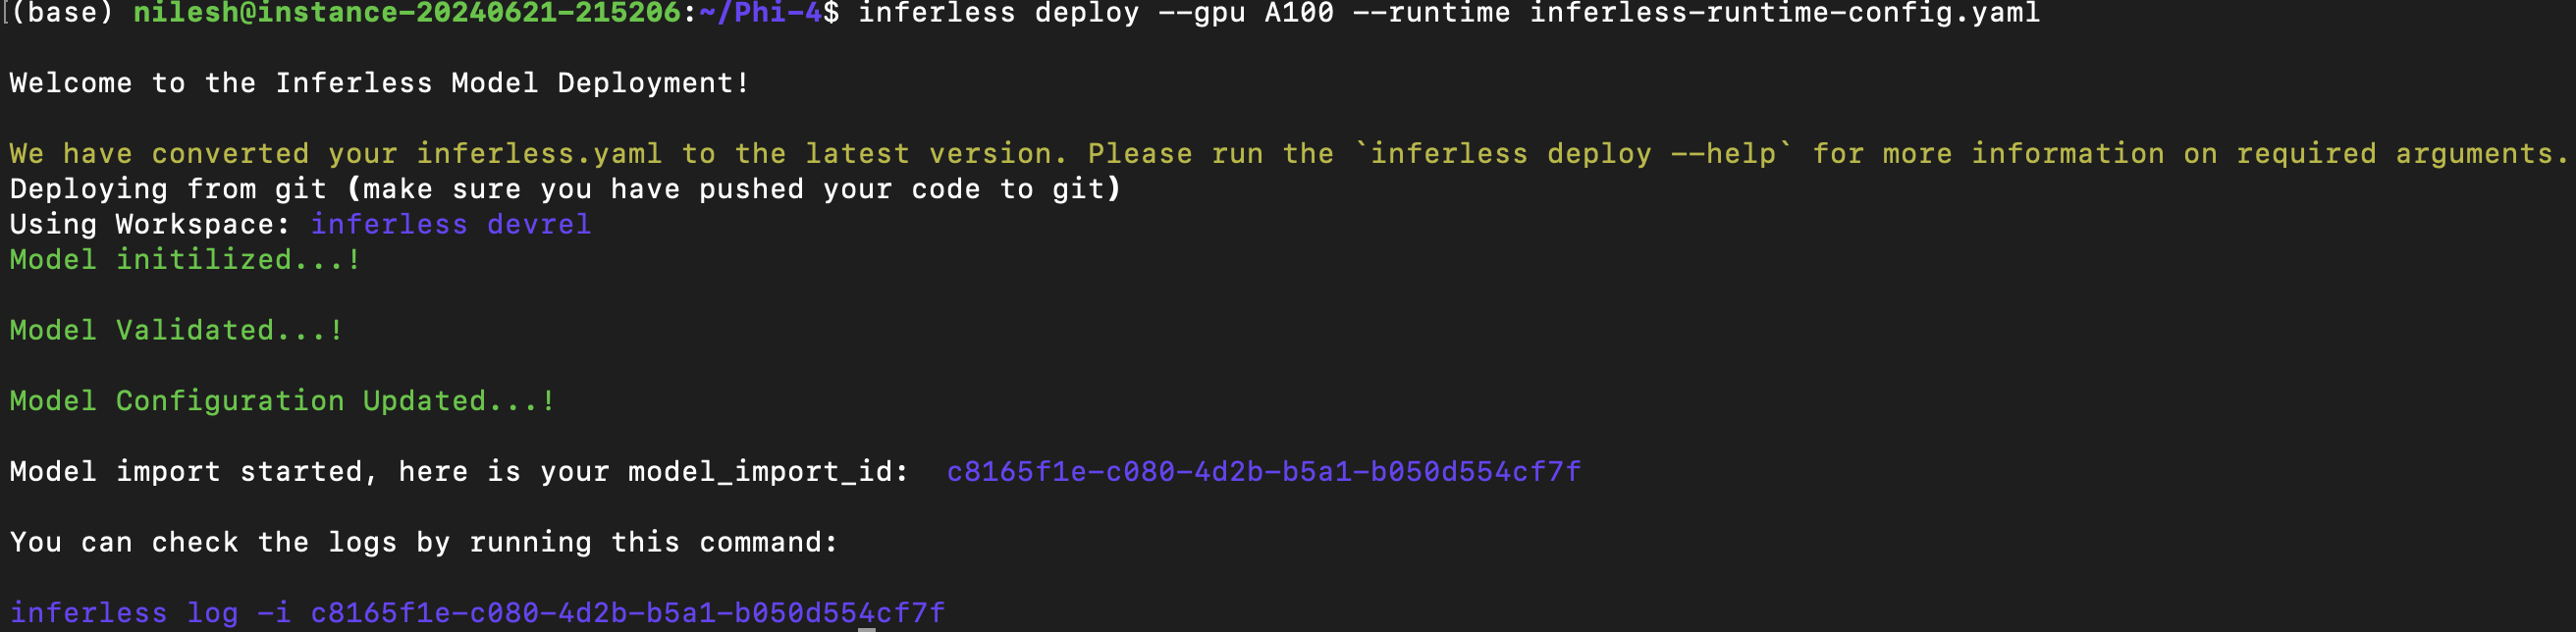 [(base) nilesh@instance-20240621-215206:~/Phi-4$ inferless deploy --gpu A100 --runtime inferless-runtime-config.yaml
Welcome to the Inferless Model Deployment!
We have converted your inferless.yaml to the latest version. Please run the `inferless deploy --help` for more information on required arguments.
Deploying from git (make sure you have pushed your code to git)
Using Workspace: inferless devrel
Model initilized...!
Model Validated...!
Model Configuration Updated...!
Model import started, here is your model_import_id:  c8165f1e-c080-4d2b-b5a1-b050d554cf7f
You can check the logs by running this command:
inferless log -i c8165f1e-c080-4d2b-b5a1-b050d554cf7f